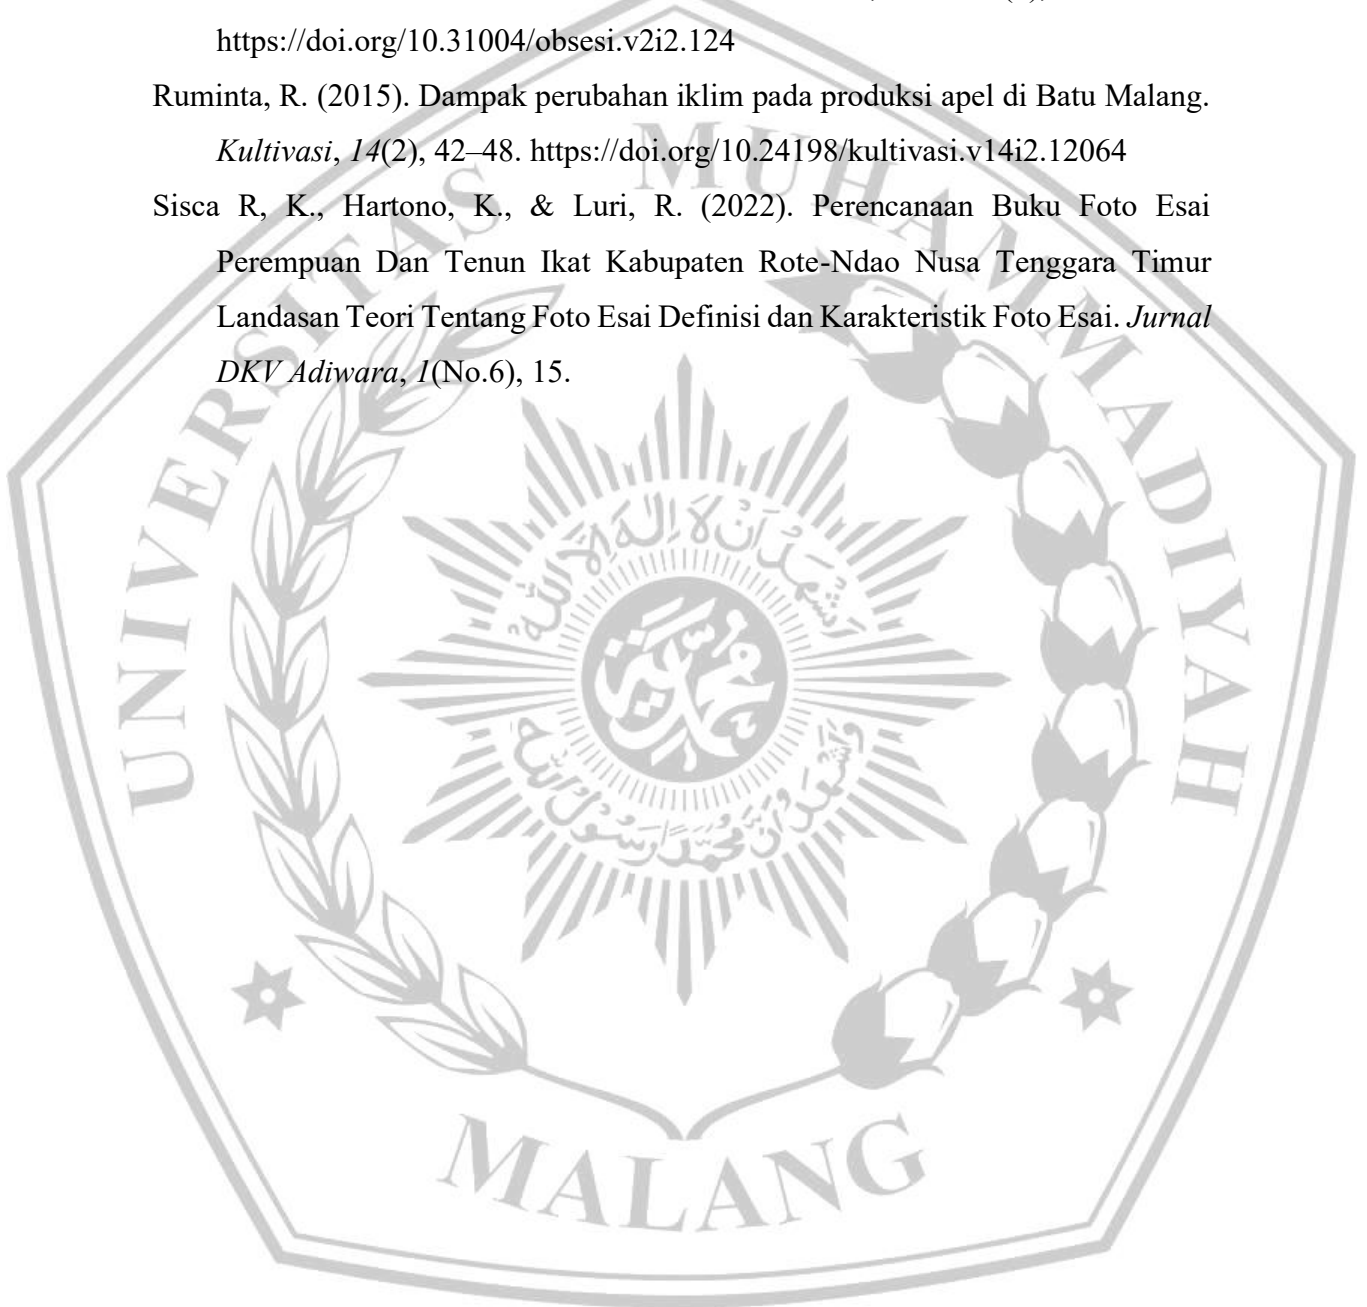 https://doi.org/10.31004/obsesi.v2i2.124
Ruminta, R. (2015). Dampak perubahan iklim pada produksi apel di Batu Malang.
Kultivasi, 14(2), 42–48. https://doi.org/10.24198/kultivasi.v14i2.12064
Sisca R, K., Hartono, K., & Luri, R. (2022). Perencanaan Buku Foto Esai
Perempuan Dan Tenun Ikat Kabupaten Rote-Ndao Nusa Tenggara Timur
Landasan Teori Tentang Foto Esai Definisi dan Karakteristik Foto Esai. Jurnal
DKV Adiwara, 1(No.6), 15.
UNIVERSITAS MUHAMMADIYAH
MALANG